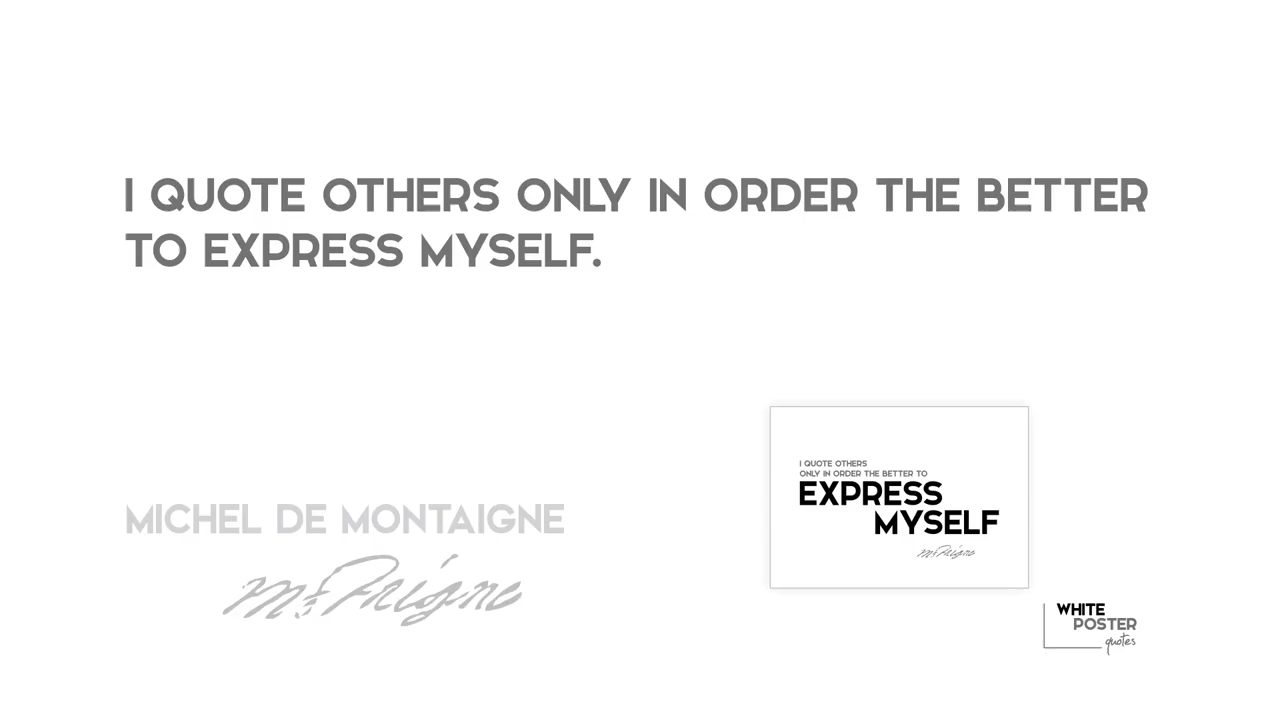 I QUOTE OTHERS ONLY IN ORDER THE BETTER
TO EXPRESS MYSELF.
MICHEL DE MONTAIGNE
I QUOTE OTHERS
ONLY IN ORDER THE BETTER TO
EXPRESS
MYSELF
WHITE
POSTER
quotes